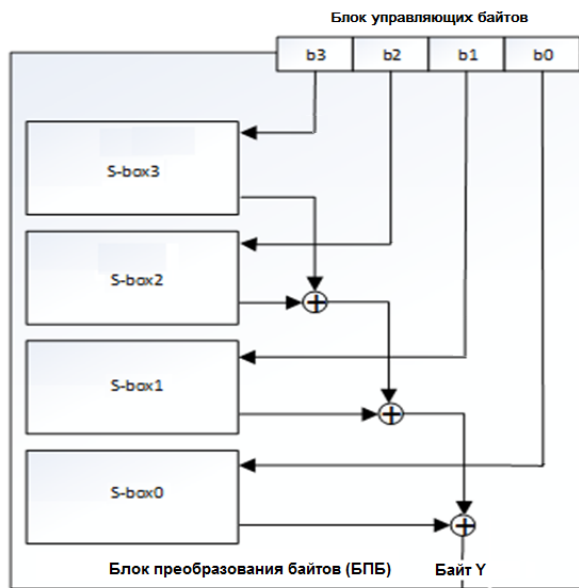 Блок управляющих байтов
b3 b2 b1 b0
S-box3
S-box2
S-box1
S-box0
Блок преобразования байтов (БПБ) Байт Y